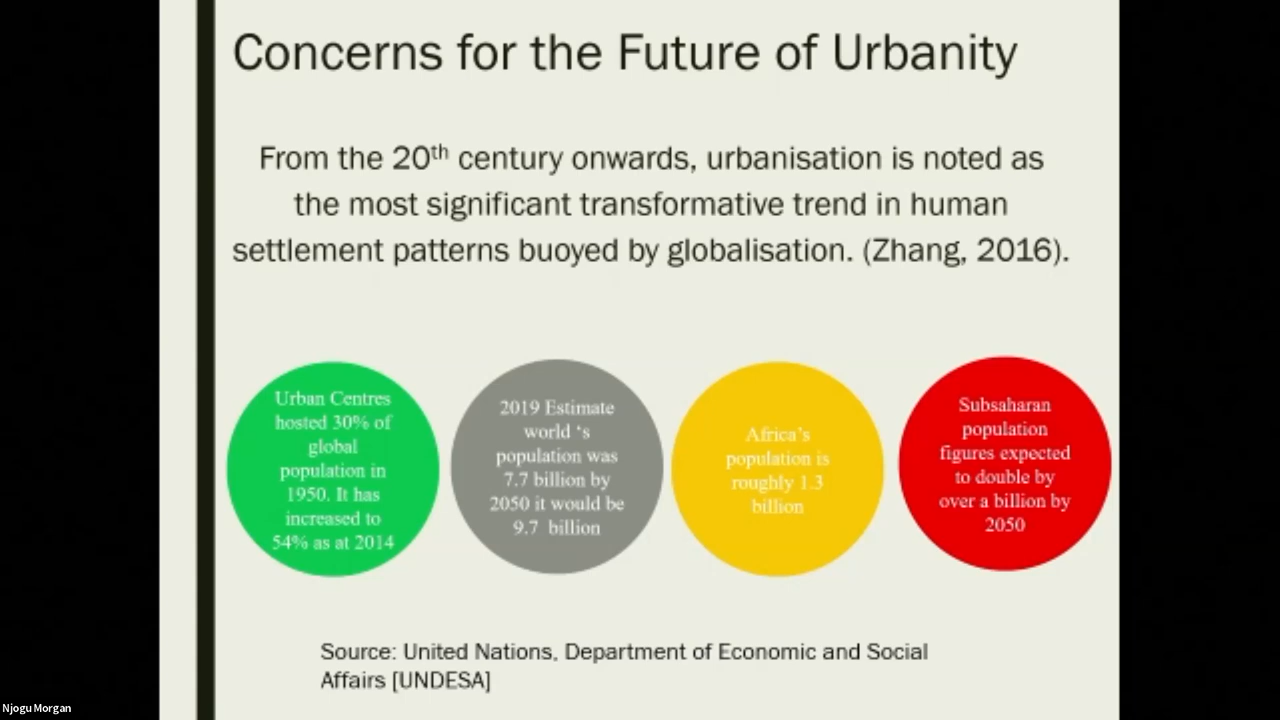 Concerns for the Future of Urbanity
From the 20th century onwards, urbanisation is noted as
the most significant transformative trend in human
settlement patterns buoyed by globalisation. (Zhang, 2016).
Urban Centres
hosted 30% of
global
population in
1950. It has
increased to
54% as at 2014
2019 Estimate
world ‘s
population was
7.7 billion by
2050 it would be
9.7 billion
Africa’s
population is
roughly 1.3
billion
Subsaharan
population
figures expected
to double by
over a billion by
2050
Source: United Nations, Department of Economic and Social
Affairs [UNDESA]
Njogu Morgan